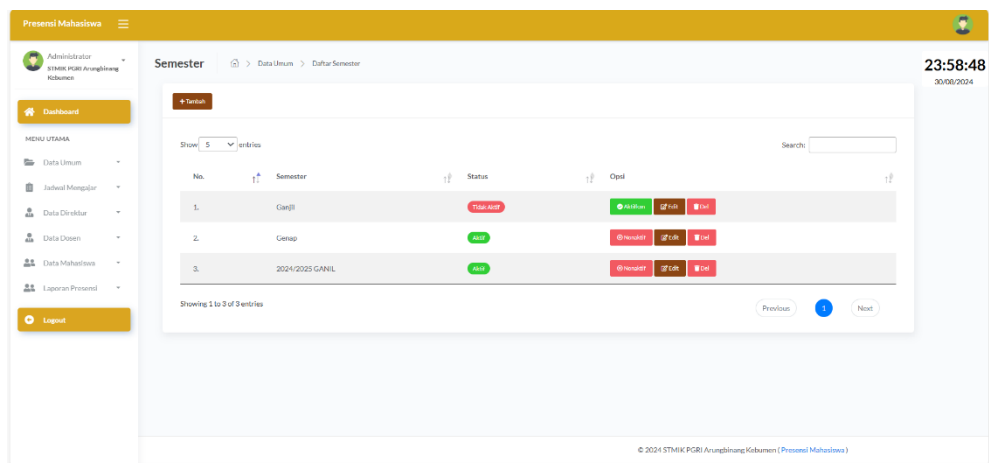 Presensi Mahasiswa
Administrator
STMIK PGRI Arungbinang
Kebumen
Semester > Data Umum > Daftar Semester
23:58:48
30/08/2024
Dashboard
+ Tambah
MENU UTAMA
Data Umum
Jadwal Mengajar
Data Direktur
Data Dosen
Data Mahasiswa
Laporan Presensi
Logout
Show 5 entries
Search:
No. Semester Status Opsi
1. Ganjil Tidak Aktif Aktifkan Edit Del
2. Genap Aktif Nonaktif Edit Del
3. 2024/2025 GANIL Aktif Nonaktif Edit Del
Showing 1 to 3 of 3 entries
Previous 1 Next
© 2024 STMIK PGRI Arungbinang Kebumen ( Presensi Mahasiswa )